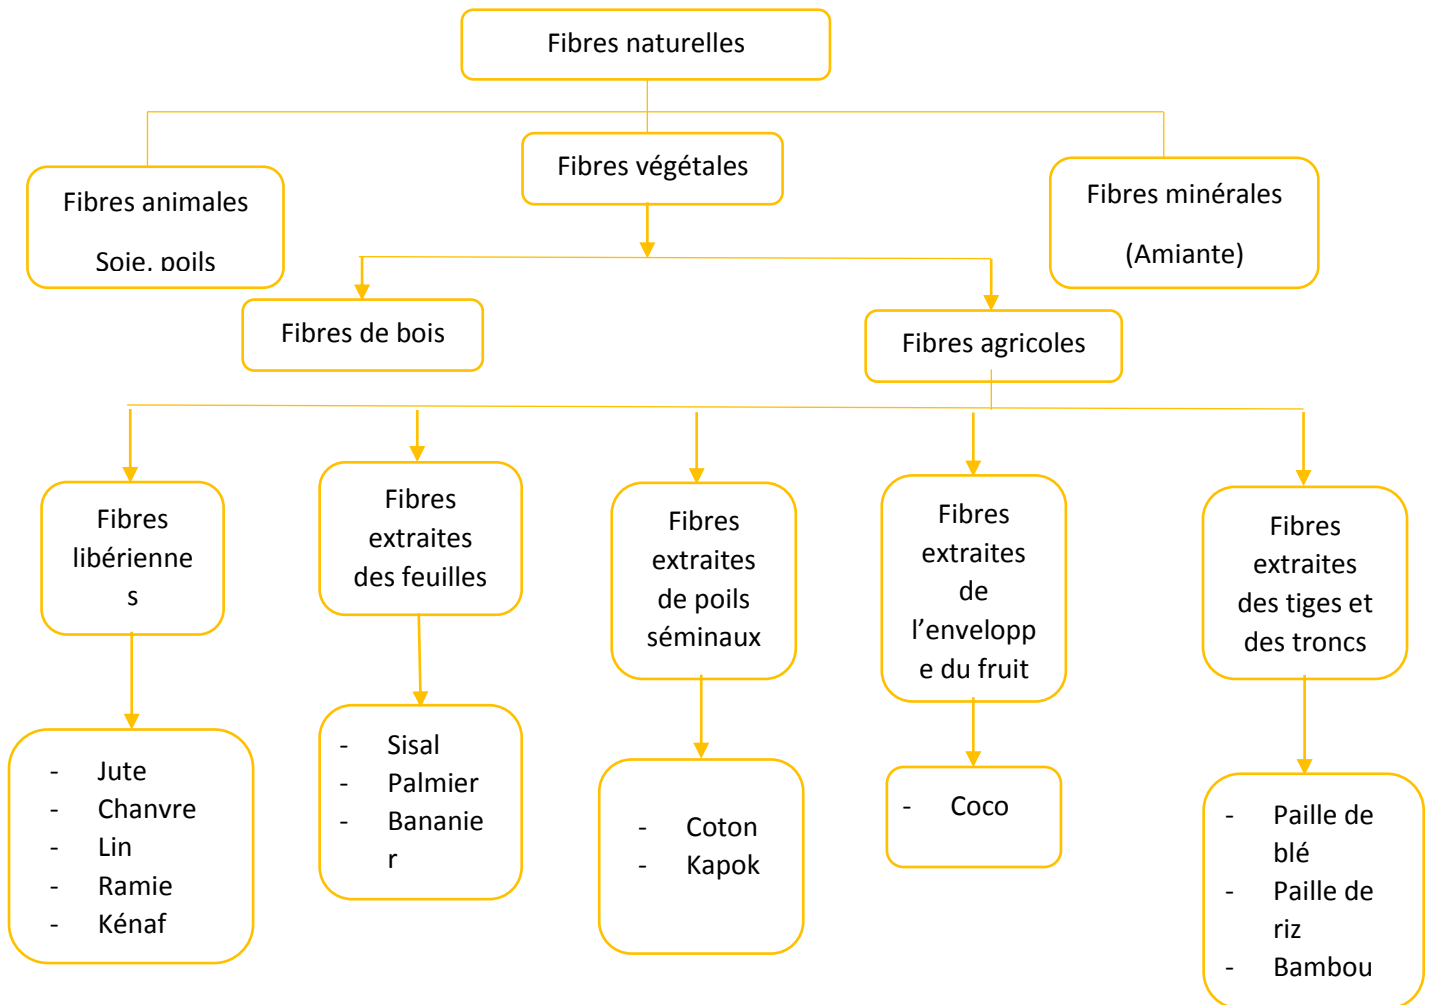 Fibres naturelles
Fibres végétales
Fibres animales
Soie, poils
Fibres minérales
(Amiante)
Fibres de bois
Fibres agricoles
Fibres
libérienne
s
Fibres
extraites
des feuilles
Fibres
extraites
de poils
séminaux
Fibres
extraites
de
l’envelopp
e du fruit
Fibres
extraites
des tiges et
des troncs
- Jute
- Chanvre
- Lin
- Ramie
- Kénaf
- Sisal
- Palmier
- Bananie
r
- Coton
- Kapok
- Coco
- Paille de
blé
- Paille de
riz
- Bambou